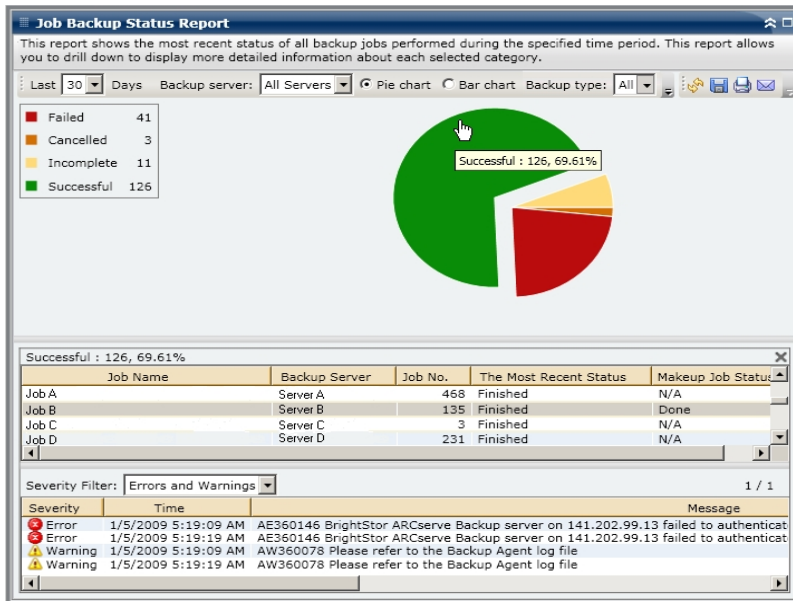 Job Backup Status Report
This report shows the most recent status of all backup jobs performed during the specified time period. This report allows
you to drill down to display more detailed information about each selected category.
Last 30 Days Backup server: All Servers Pie chart Bar chart Backup type: All
Failed 41
Cancelled 3
Incomplete 11
Successful 126
Successful : 126, 69.61%
Successful : 126, 69.61%
Job Name Backup Server Job No. The Most Recent Status Makeup Job Status
Job A Server A 468 Finished N/A
Job B Server B 135 Finished Done
Job C Server C 3 Finished N/A
Job D Server D 231 Finished N/A
Severity Filter: Errors and Warnings 1 / 1
Severity Time Message
Error 1/5/2009 5:19:09 AM AE360146 BrightStor ARCserve Backup server on 141.202.99.13 failed to authenticat
Error 1/5/2009 5:19:19 AM AE360146 BrightStor ARCserve Backup server on 141.202.99.13 failed to authenticat
Warning 1/5/2009 5:19:09 AM AW360078 Please refer to the Backup Agent log file
Warning 1/5/2009 5:19:19 AM AW360078 Please refer to the Backup Agent log file